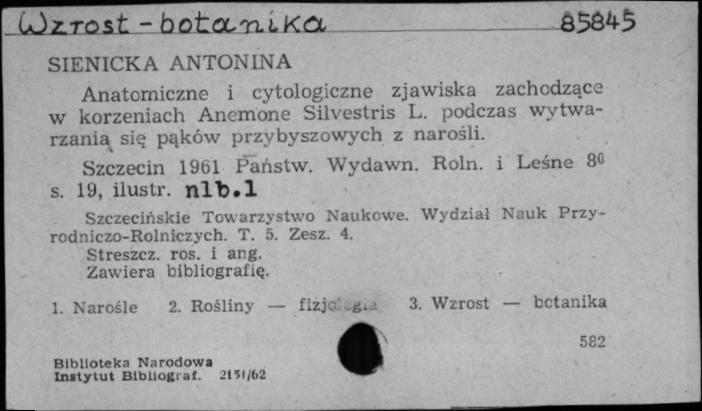 Wzrost - botanika 85845
SIENICKA ANTONINA
Anatomiczne i cytologiczne zjawiska zachodzące
w korzeniach Anemone Silvestris L. podczas wytwa-
rzania się pąków przybyszowych z narośli.
Szczecin 1961 Państw. Wydawn. Roln. i Leśne 8⁰
s. 19, ilustr. nlb.1
Szczecińskie Towarzystwo Naukowe. Wydział Nauk Przy-
rodniczo-Rolniczych. T. 5. Zesz. 4.
Streszcz. ros. i ang.
Zawiera bibliografię.
1. Narośle 2. Rośliny — fizjologia 3. Wzrost — botanika
582
Biblioteka Narodowa
Instytut Bibliograf. 2151/62